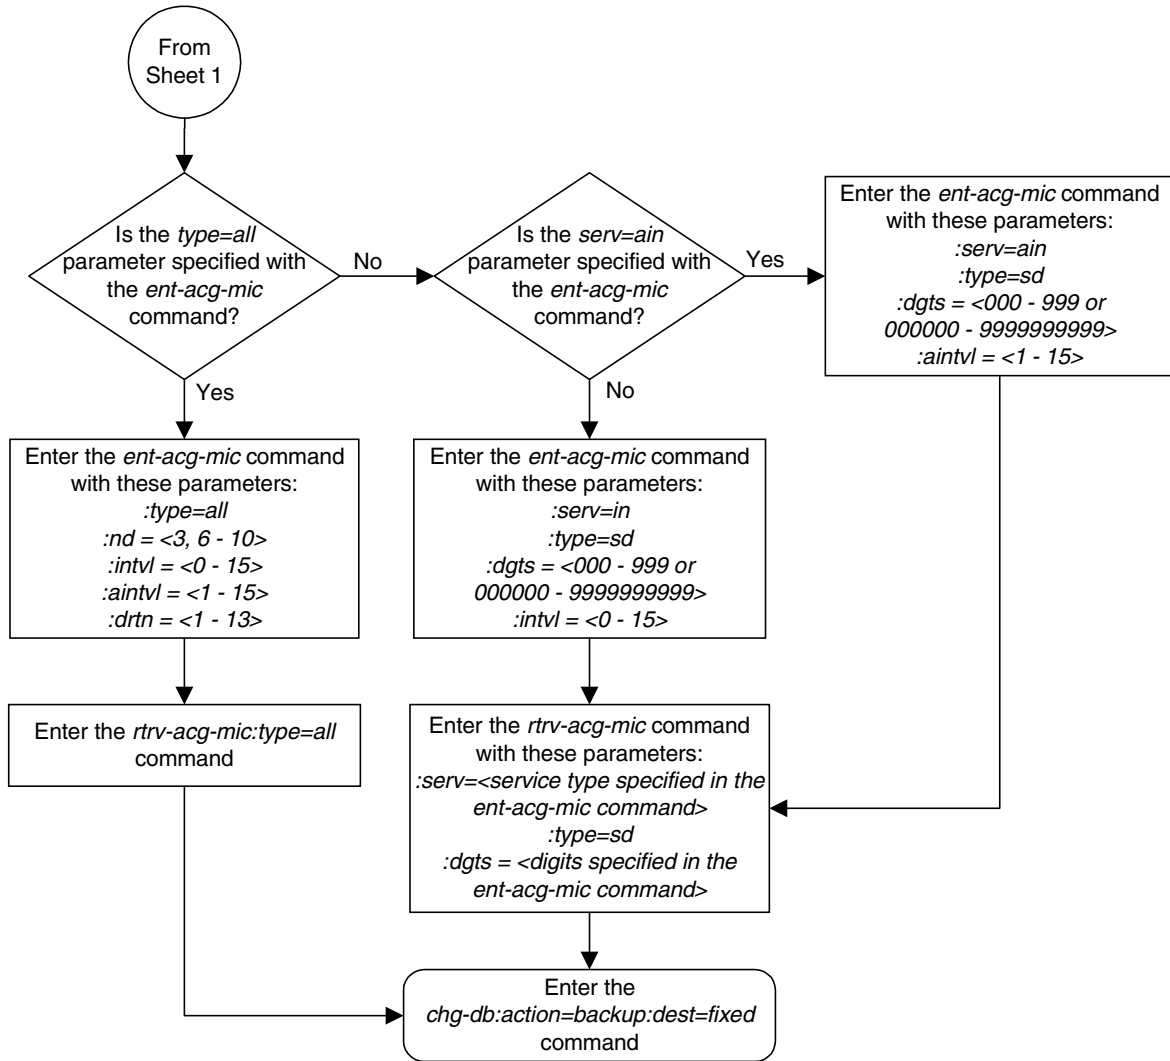 From
Sheet 1
Is the type=all
parameter specified with
the ent-acg-mic
command?
No
Yes
Is the serv=ain
parameter specified with
the ent-acg-mic
command?
Yes
No
Enter the ent-acg-mic command
with these parameters:
:serv=ain
:type=sd
:dgts = <000 - 999 or
000000 - 9999999999>
:aintvl = <1 - 15>
Enter the ent-acg-mic command
with these parameters:
:type=all
:nd = <3, 6 - 10>
:intvl = <0 - 15>
:aintvl = <1 - 15>
:drtn = <1 - 13>
Enter the ent-acg-mic command
with these parameters:
:serv=in
:type=sd
:dgts = <000 - 999 or
000000 - 9999999999>
:intvl = <0 - 15>
Enter the rtrv-acg-mic:type=all
command
Enter the rtrv-acg-mic command
with these parameters:
:serv=<service type specified in the
ent-acg-mic command>
:type=sd
:dgts = <digits specified in the
ent-acg-mic command>
Enter the
chg-db:action=backup:dest=fixed
command